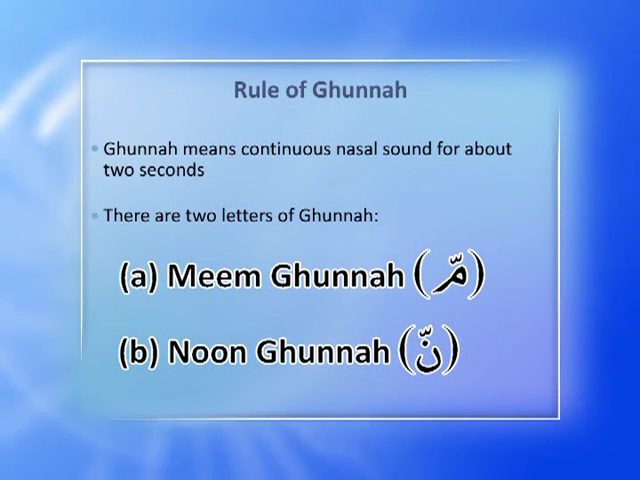 Rule of Ghunnah
• Ghunnah means continuous nasal sound for about
two seconds
• There are two letters of Ghunnah:
(a) Meem Ghunnah (مّ)
(b) Noon Ghunnah (نّ)